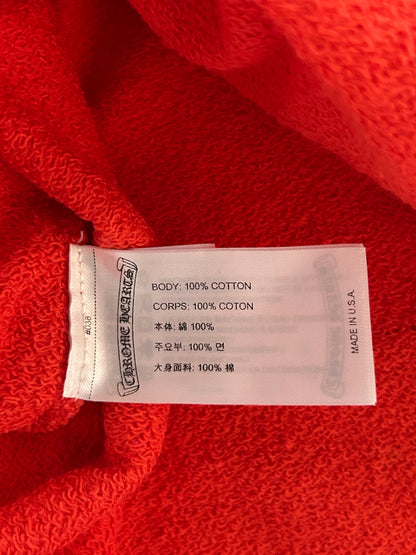 BODY: 100% COTTON
CORPS: 100% COTON
本体: 綿 100%
주요부: 100% 면
大身面料: 100% 棉
CHROME HEARTS
MADE IN U.S.A.
#038